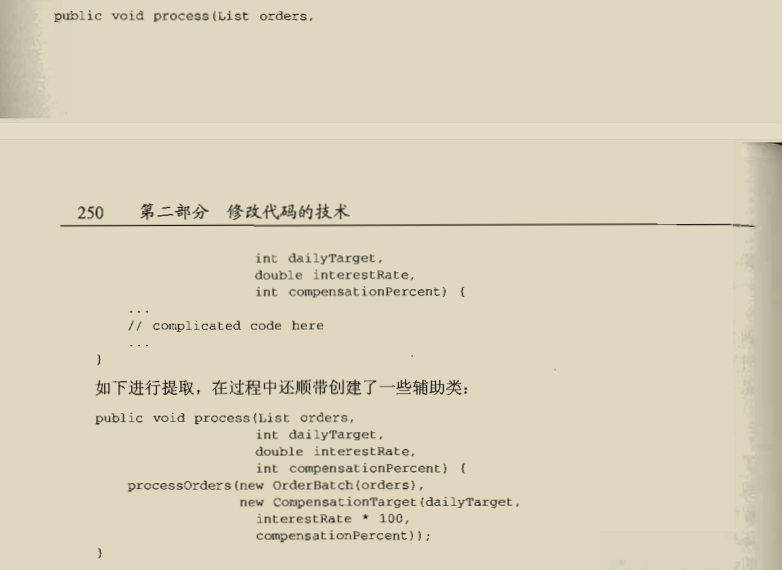 public void process(List orders,
250 第二部分 修改代码的技术
int dailyTarget,
double interestRate,
int compensationPercent) {
...
// complicated code here
...
}
如下进行提取，在过程中还顺带创建了一些辅助类：
public void process(List orders,
int dailyTarget,
double interestRate,
int compensationPercent) {
processOrders(new OrderBatch(orders),
new CompensationTarget(dailyTarget,
interestRate * 100,
compensationPercent));
}